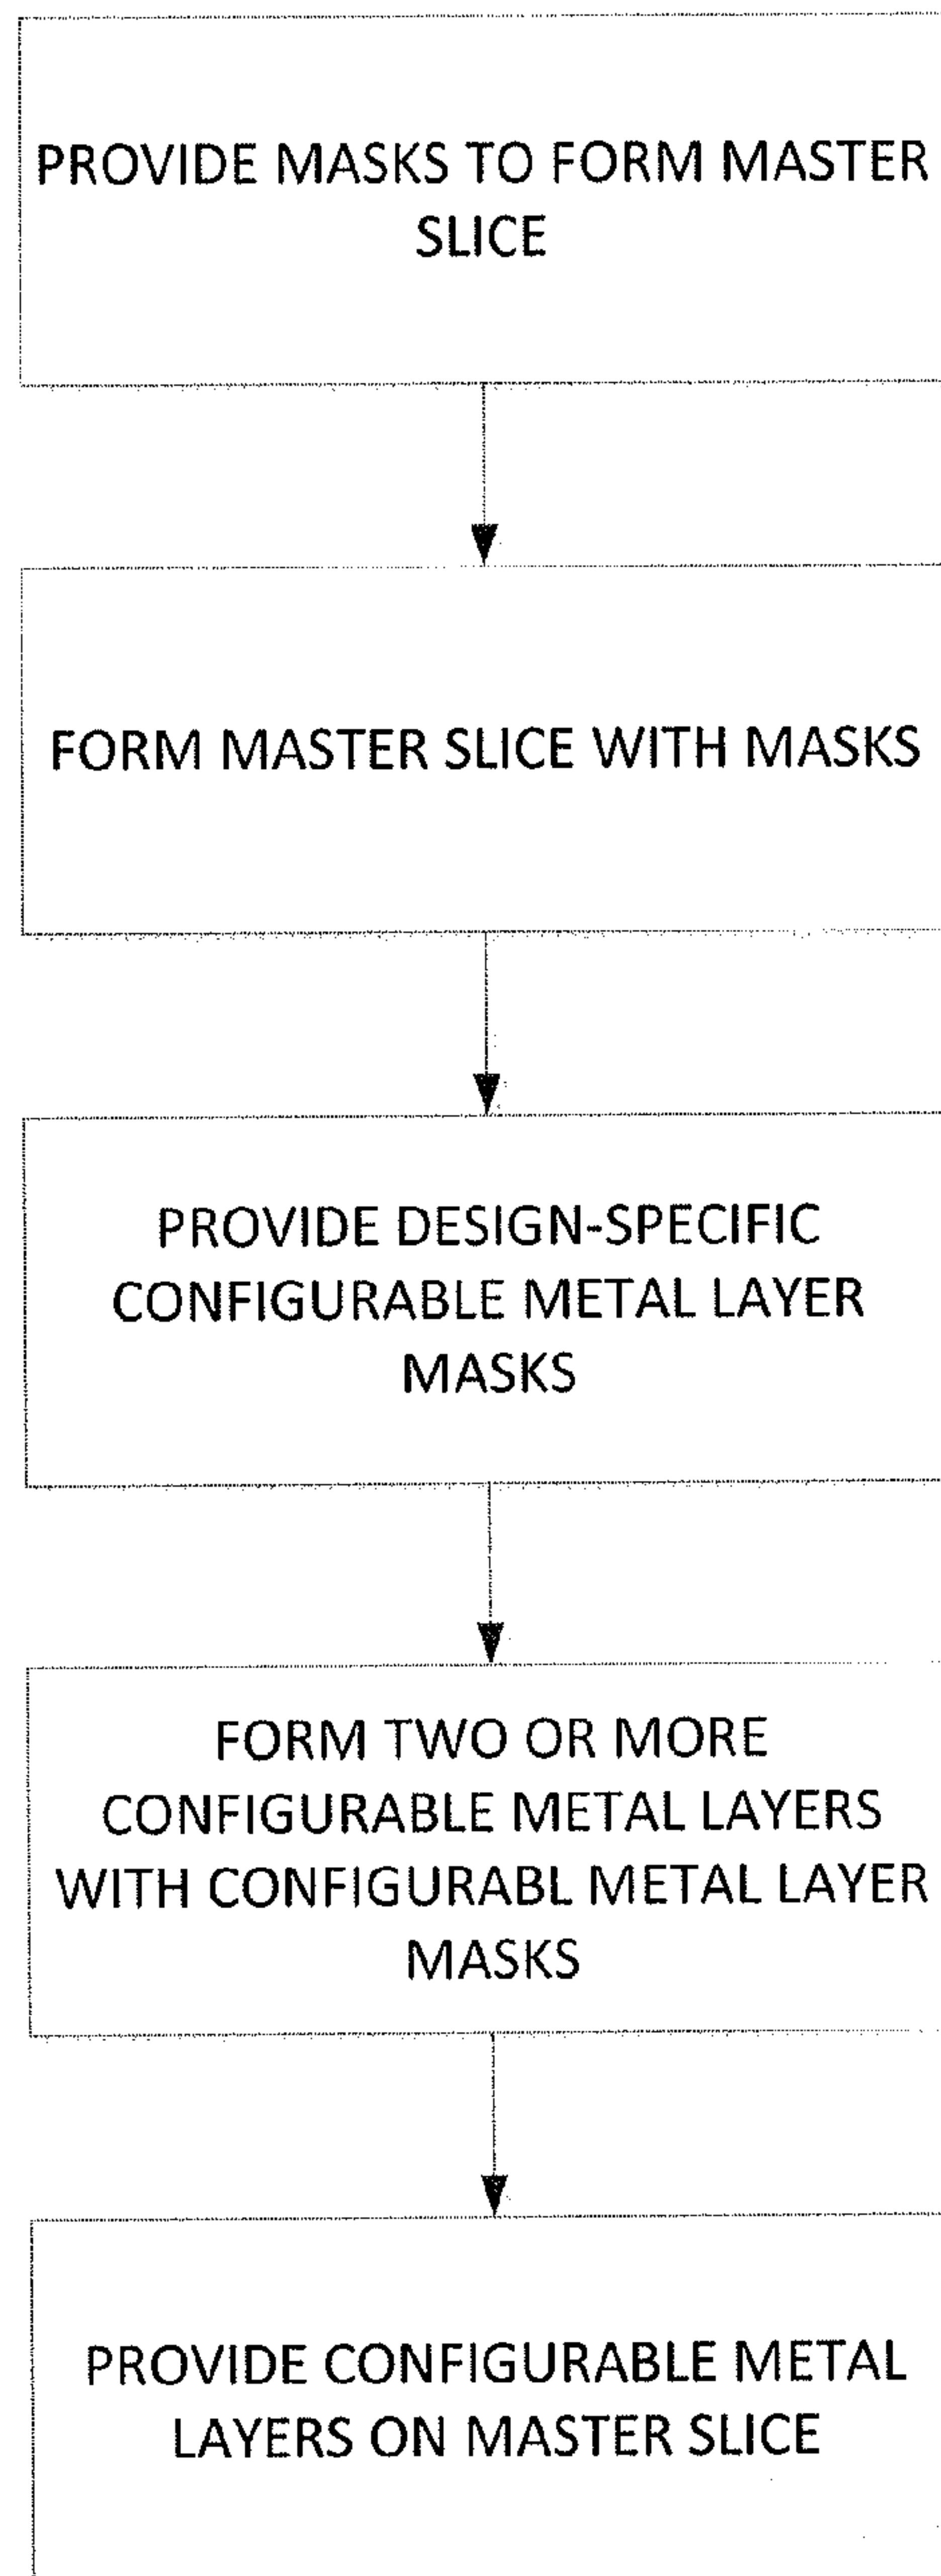 PROVIDE MASKS TO FORM MASTER
SLICE
FORM MASTER SLICE WITH MASKS
PROVIDE DESIGN-SPECIFIC
CONFIGURABLE METAL LAYER
MASKS
FORM TWO OR MORE
CONFIGURABLE METAL LAYERS
WITH CONFIGURABL METAL LAYER
MASKS
PROVIDE CONFIGURABLE METAL
LAYERS ON MASTER SLICE